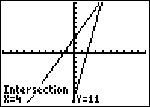 Intersection
X=4 Y=11